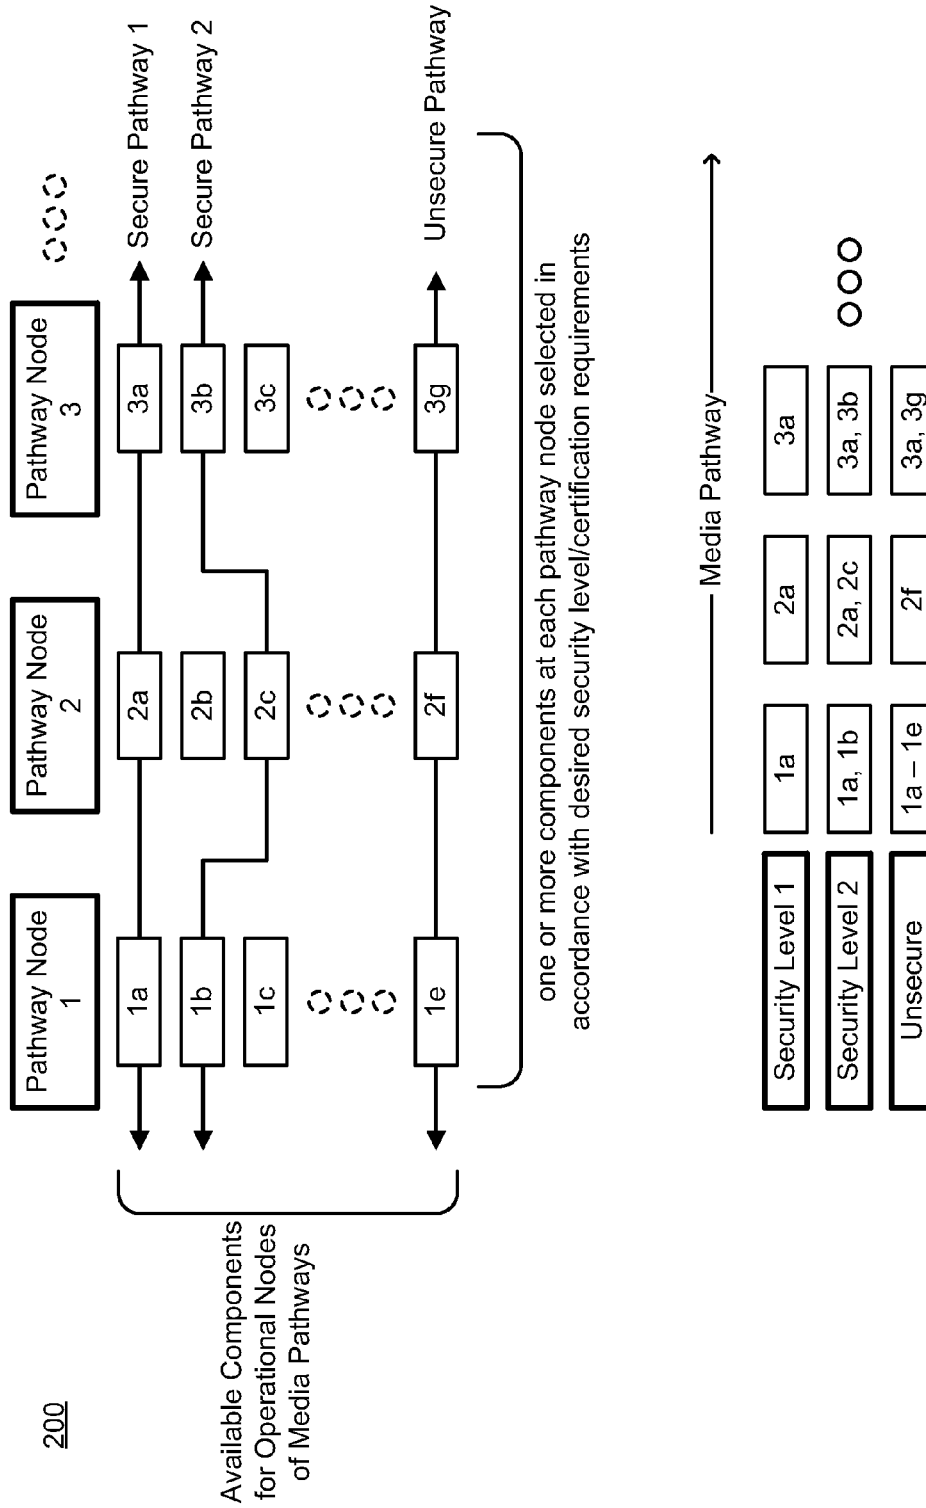 200
Pathway Node
1
Pathway Node
2
Pathway Node
3
Available Components
for Operational Nodes
of Media Pathways
1a
2a
3a
Secure Pathway 1
1b
2b
3b
Secure Pathway 2
1c
2c
3c
1e
2f
3g
Unsecure Pathway
one or more components at each pathway node selected in
accordance with desired security level/certification requirements
Media Pathway
Security Level 1
1a
2a
3a
Security Level 2
1a, 1b
2a, 2c
3a, 3b
Unsecure
1a – 1e
2f
3a, 3g